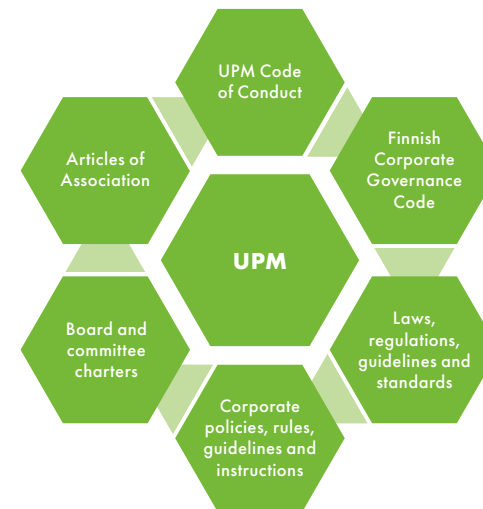 UPM Code
of Conduct
Finnish
Corporate
Governance
Code
Articles of
Association
UPM
Laws,
regulations,
guidelines and
standards
Board and
committee
charters
Corporate
policies, rules,
guidelines and
instructions